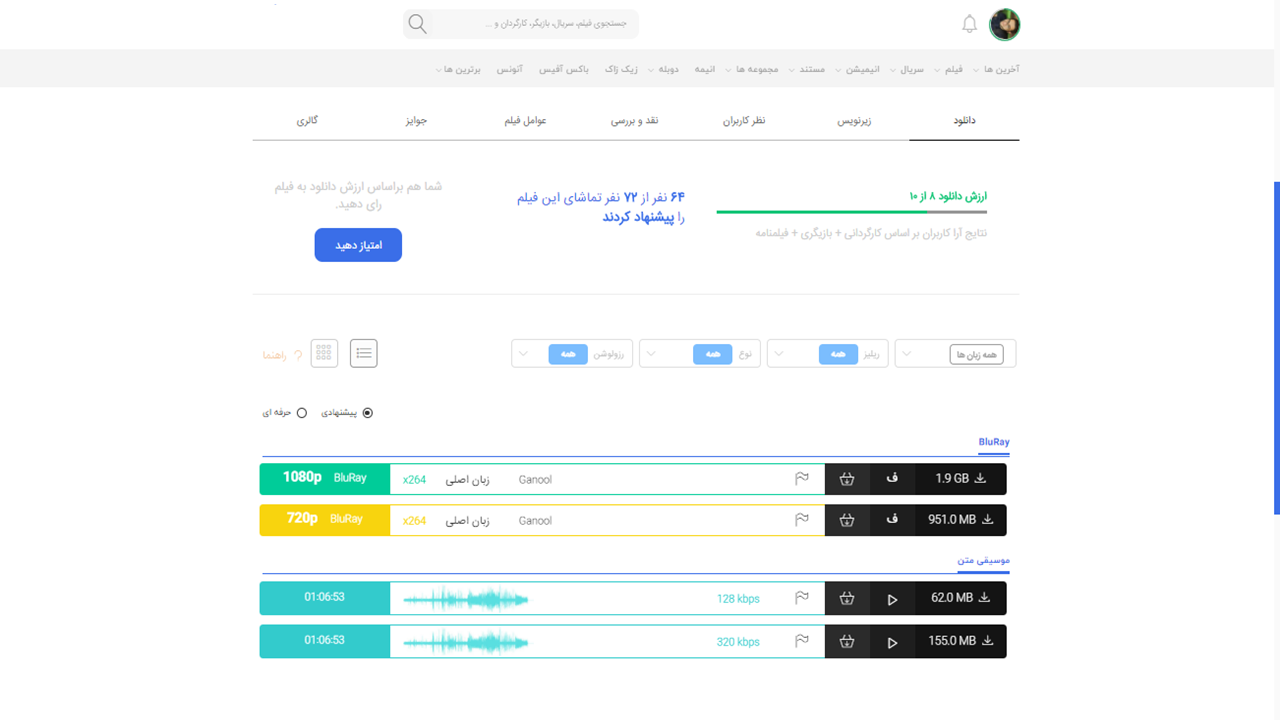 جستجوی فیلم، سریال، بازیگر، کارگردان و ...
آخرین ها فیلم سریال انیمیشن مستند مجموعه ها انیمه دوبله زیک زاک باکس آفیس آنونس برترین ها
دانلود زیرنویس نظر کاربران نقد و بررسی عوامل فیلم جوایز گالری
ارزش دانلود ۸ از ۱۰
نتایج آرا کاربران بر اساس کارگردانی + بازیگری + فیلمنامه
۶۴ نفر از ۷۲ نفر تماشای این فیلم
را پیشنهاد کردند
شما هم براساس ارزش دانلود به فیلم
رای دهید.
امتیاز دهید
همه زبان ها ریلیز همه نوع همه رزولوشن همه راهنما
پیشنهادی حرفه ای
BluRay
1080p BluRay x264 زبان اصلی Ganool ف 1.9 GB
720p BluRay x264 زبان اصلی Ganool ف 951.0 MB
موسیقی متن
01:06:53 128 kbps 62.0 MB
01:06:53 320 kbps 155.0 MB